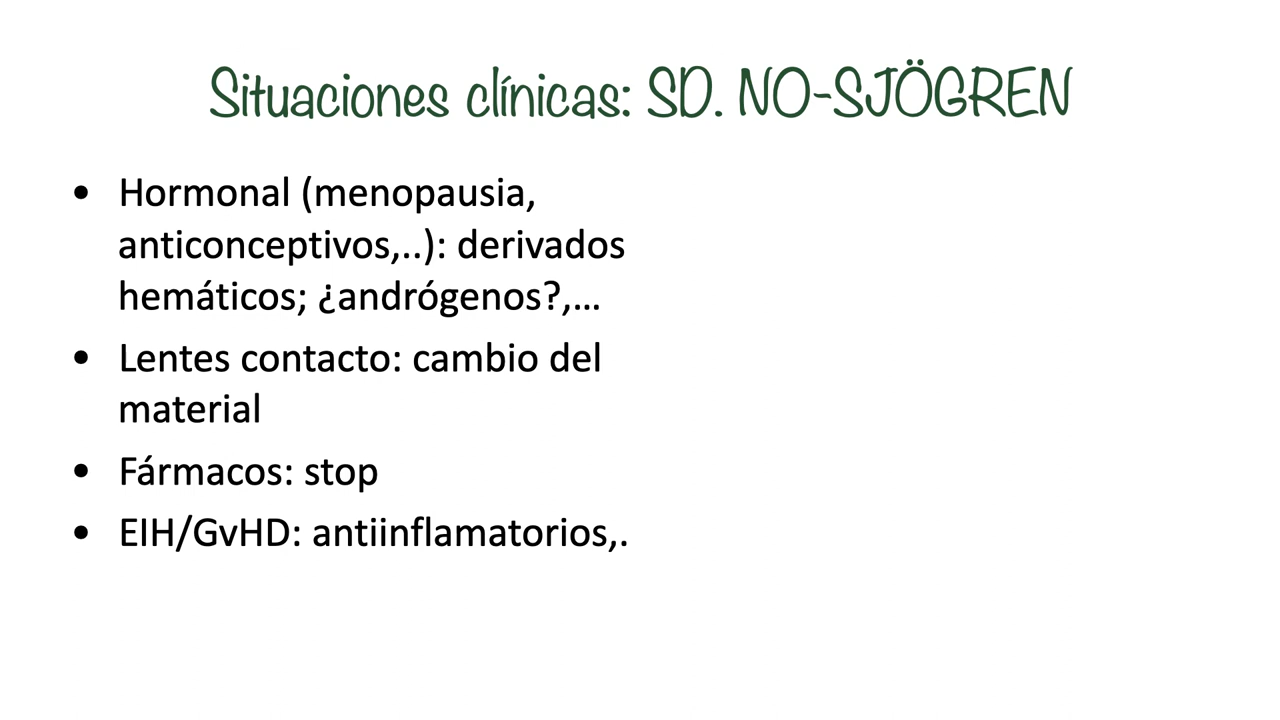 Situaciones clínicas: SD. NO-SJÖGREN
• Hormonal (menopausia,
anticonceptivos,..): derivados
hemáticos; ¿andrógenos?,...
• Lentes contacto: cambio del
material
• Fármacos: stop
• EIH/GvHD: antiinflamatorios,.